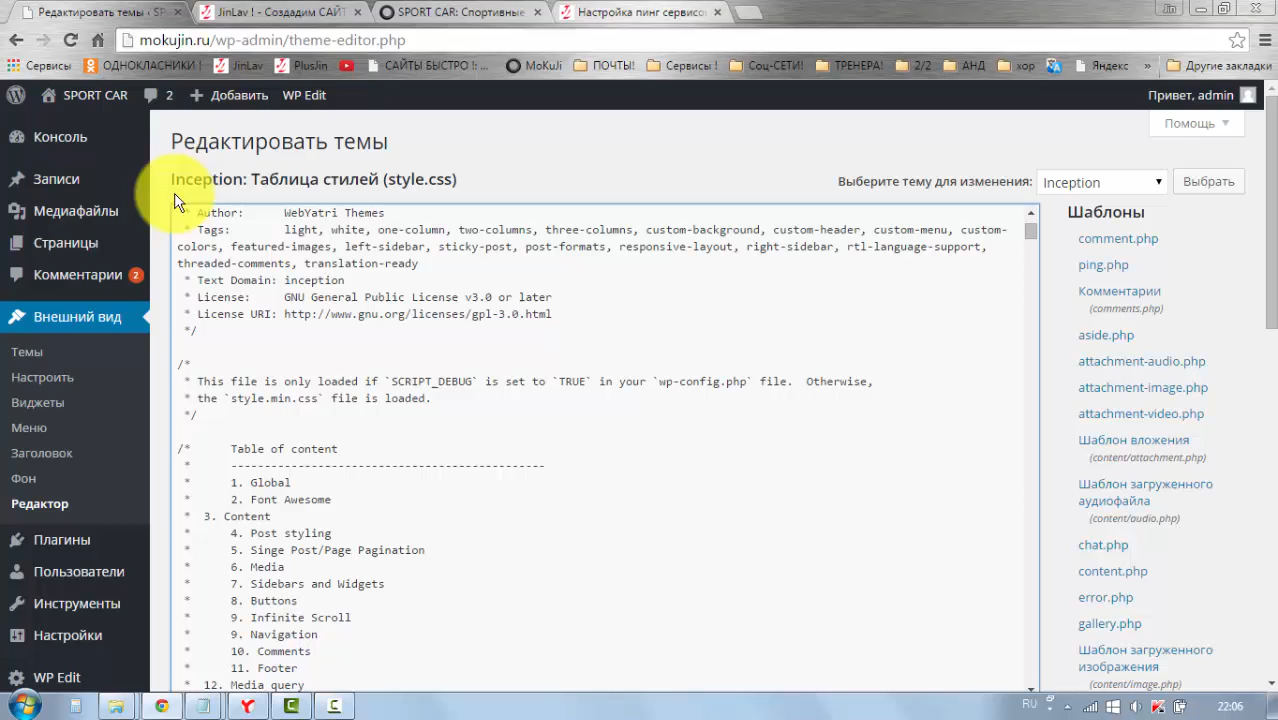 Редактировать темы ‹ SP
JinLav ! - Создадим САЙТ
SPORT CAR: Спортивные
Настройка пинг сервисо
mokujin.ru/wp-admin/theme-editor.php
Сервисы
ОДНОКЛАСНИКИ !
JinLav
PlusJin
САЙТЫ БЫСТРО !:...
MoKuJi
ПОЧТЫ!
Сервисы !
Соц-СЕТИ!
ТРЕНЕРА!
2/2
АНД
хор
Яндекс
»
Другие закладки
SPORT CAR
2
Добавить
WP Edit
Привет, admin
Консоль
Записи
Медиафайлы
Страницы
Комментарии 2
Внешний вид
Темы
Настроить
Виджеты
Меню
Заголовок
Фон
Редактор
Плагины
Пользователи
Инструменты
Настройки
WP Edit
Помощь
Редактировать темы
Inception: Таблица стилей (style.css)
Выберите тему для изменения:
Inception
Выбрать
* Author: WebYatri Themes
* Tags: light, white, one-column, two-columns, three-columns, custom-background, custom-header, custom-menu, custom-
colors, featured-images, left-sidebar, sticky-post, post-formats, responsive-layout, right-sidebar, rtl-language-support,
threaded-comments, translation-ready
* Text Domain: inception
* License: GNU General Public License v3.0 or later
* License URI: http://www.gnu.org/licenses/gpl-3.0.html
*/
/*
* This file is only loaded if `SCRIPT_DEBUG` is set to `TRUE` in your `wp-config.php` file. Otherwise,
* the `style.min.css` file is loaded.
*/
/* Table of content
* -----------------------------------------------
* 1. Global
* 2. Font Awesome
* 3. Content
* 4. Post styling
* 5. Singe Post/Page Pagination
* 6. Media
* 7. Sidebars and Widgets
* 8. Buttons
* 9. Infinite Scroll
* 9. Navigation
* 10. Comments
* 11. Footer
* 12. Media query
Шаблоны
comment.php
ping.php
Комментарии
(comments.php)
aside.php
attachment-audio.php
attachment-image.php
attachment-video.php
Шаблон вложения
(content/attachment.php)
Шаблон загруженного
аудиофайла
(content/audio.php)
chat.php
content.php
error.php
gallery.php
Шаблон загруженного
изображения
(content/image.php)
RU
22:06